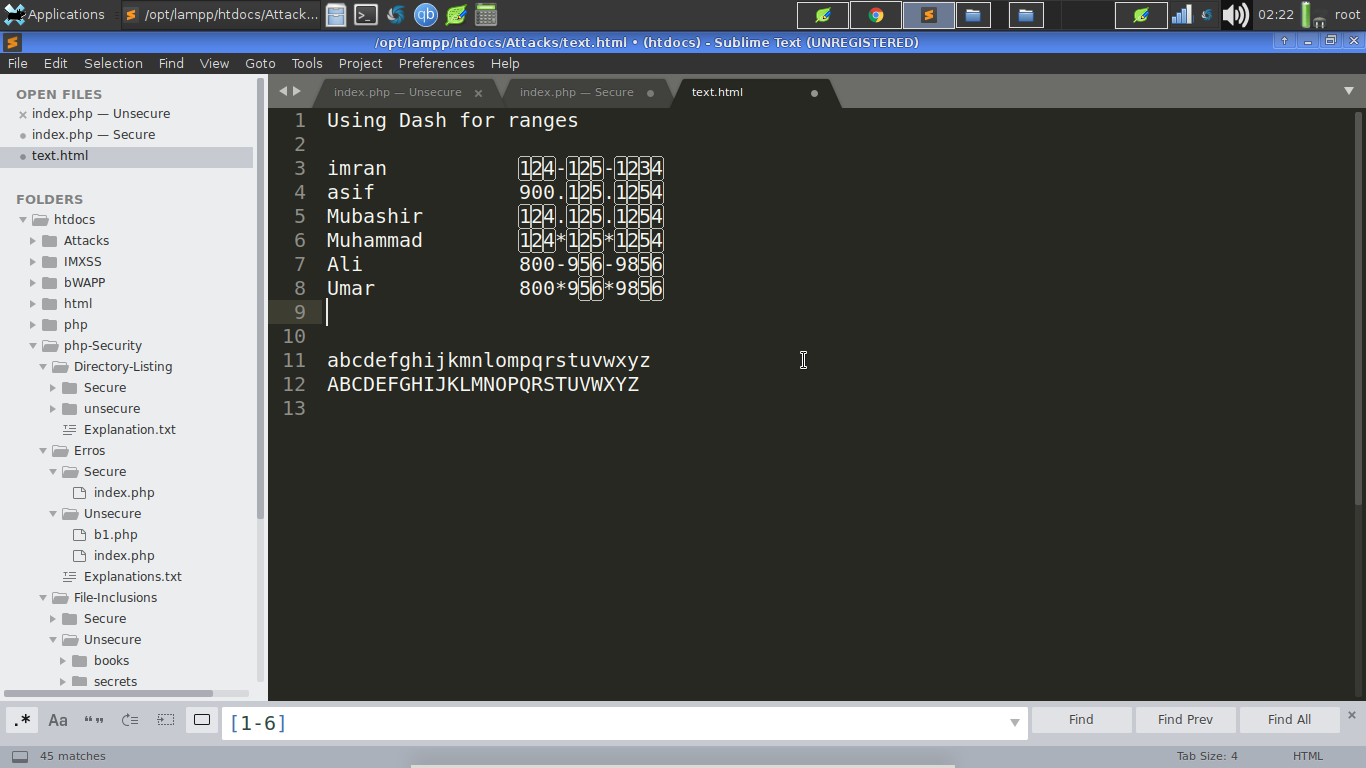 Applications
/opt/lampp/htdocs/Attack...
qb
02:22
root
/opt/lampp/htdocs/Attacks/text.html • (htdocs) - Sublime Text (UNREGISTERED)
File Edit Selection Find View Goto Tools Project Preferences Help
OPEN FILES
index.php — Unsecure
index.php — Secure
text.html
FOLDERS
htdocs
Attacks
IMXSS
bWAPP
html
php
php-Security
Directory-Listing
Secure
unsecure
Explanation.txt
Erros
Secure
index.php
Unsecure
b1.php
index.php
Explanations.txt
File-Inclusions
Secure
Unsecure
books
secrets
index.php — Unsecure
index.php — Secure
text.html
1 Using Dash for ranges
2
3 imran 124-125-1234
4 asif 900.125.1254
5 Mubashir 124.125.1254
6 Muhammad 124*125*1254
7 Ali 800-956-9856
8 Umar 800*956*9856
9
10
11 abcdefghijkmnlompqrstuvwxyz
12 ABCDEFGHIJKLMNOPQRSTUVWXYZ
13
.* Aa “”
[1-6]
Find Find Prev Find All
45 matches
Tab Size: 4
HTML